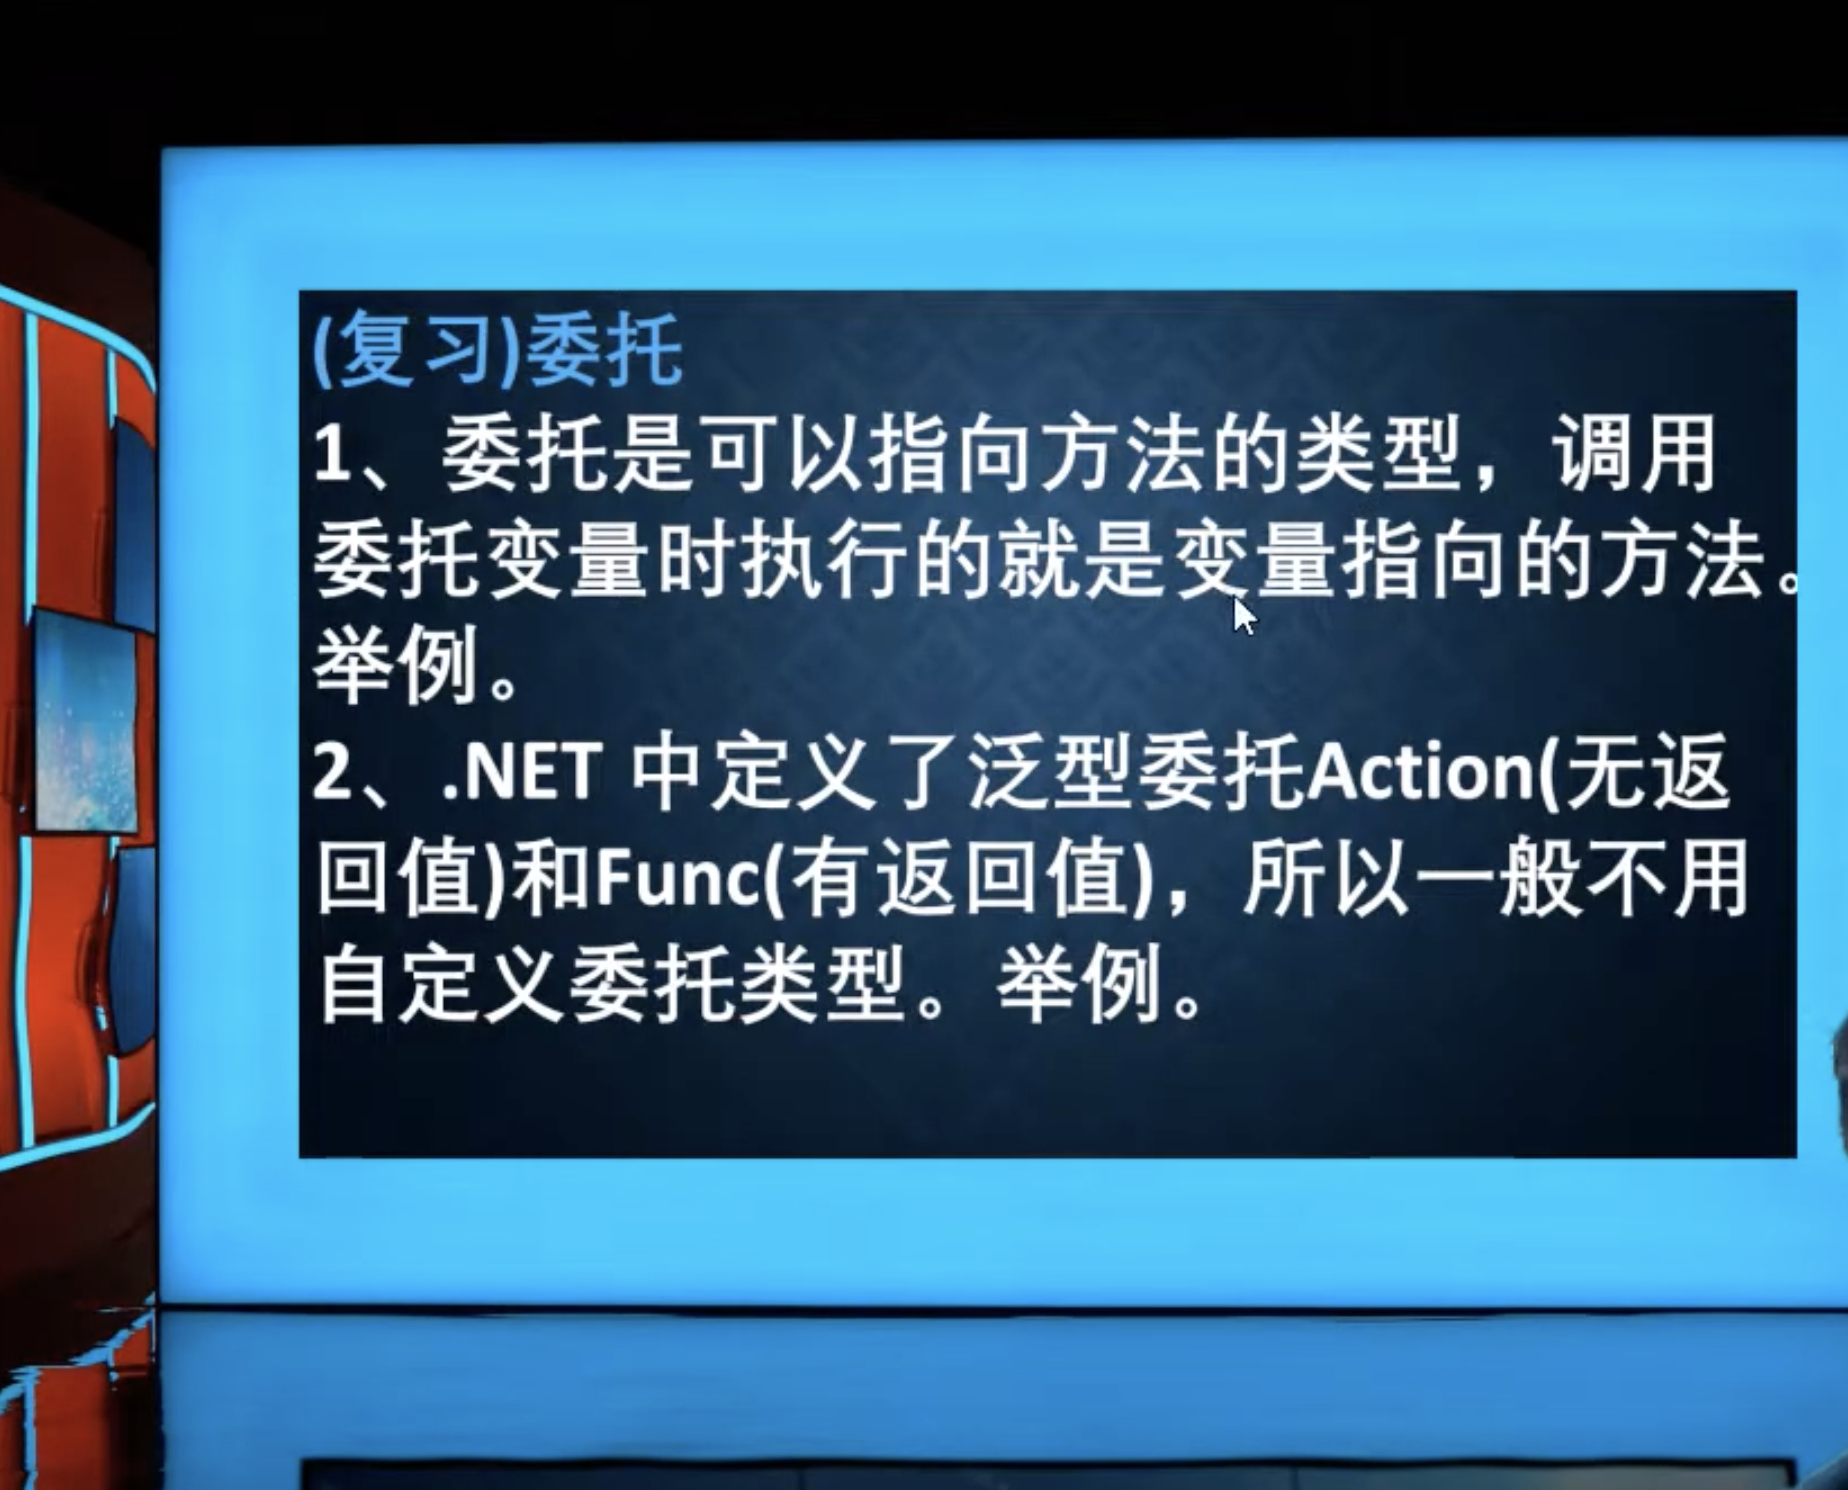 (复习)委托
1、委托是可以指向方法的类型，调用
委托变量时执行的就是变量指向的方法。
举例。
2、.NET 中定义了泛型委托Action(无返
回值)和Func(有返回值)，所以一般不用
自定义委托类型。举例。